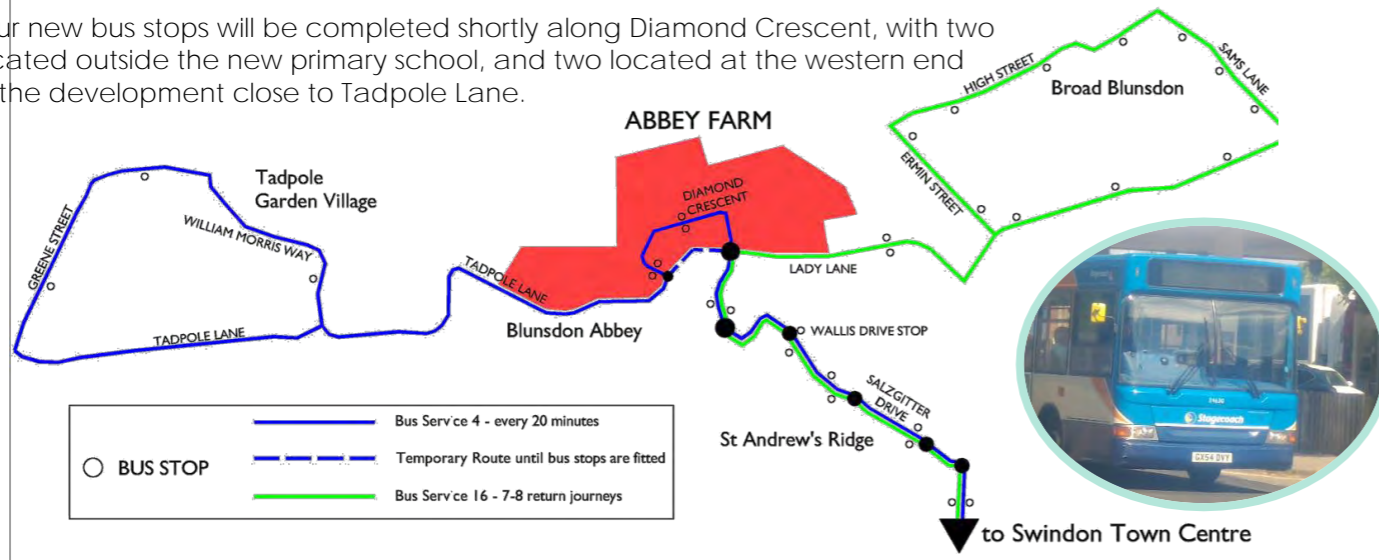 ur new bus stops will be completed shortly along Diamond Crescent, with two
cated outside the new primary school, and two located at the western end
the development close to Tadpole Lane.
ABBEY FARM
HIGH STREET
SAMS LANE
Broad Blunsdon
ERMIN STREET
Tadpole
Garden Village
DIAMOND
CRESCENT
GREENE STREET
WILLIAM MORRIS WAY
TADPOLE LANE
LADY LANE
TADPOLE LANE
Blunsdon Abbey
WALLIS DRIVE STOP
SALZGITTER
DRIVE
St Andrew's Ridge
BUS STOP
Bus Service 4 - every 20 minutes
Temporary Route until bus stops are fitted
Bus Service 16 - 7-8 return journeys
to Swindon Town Centre
Stagecoach
GX54 DVY